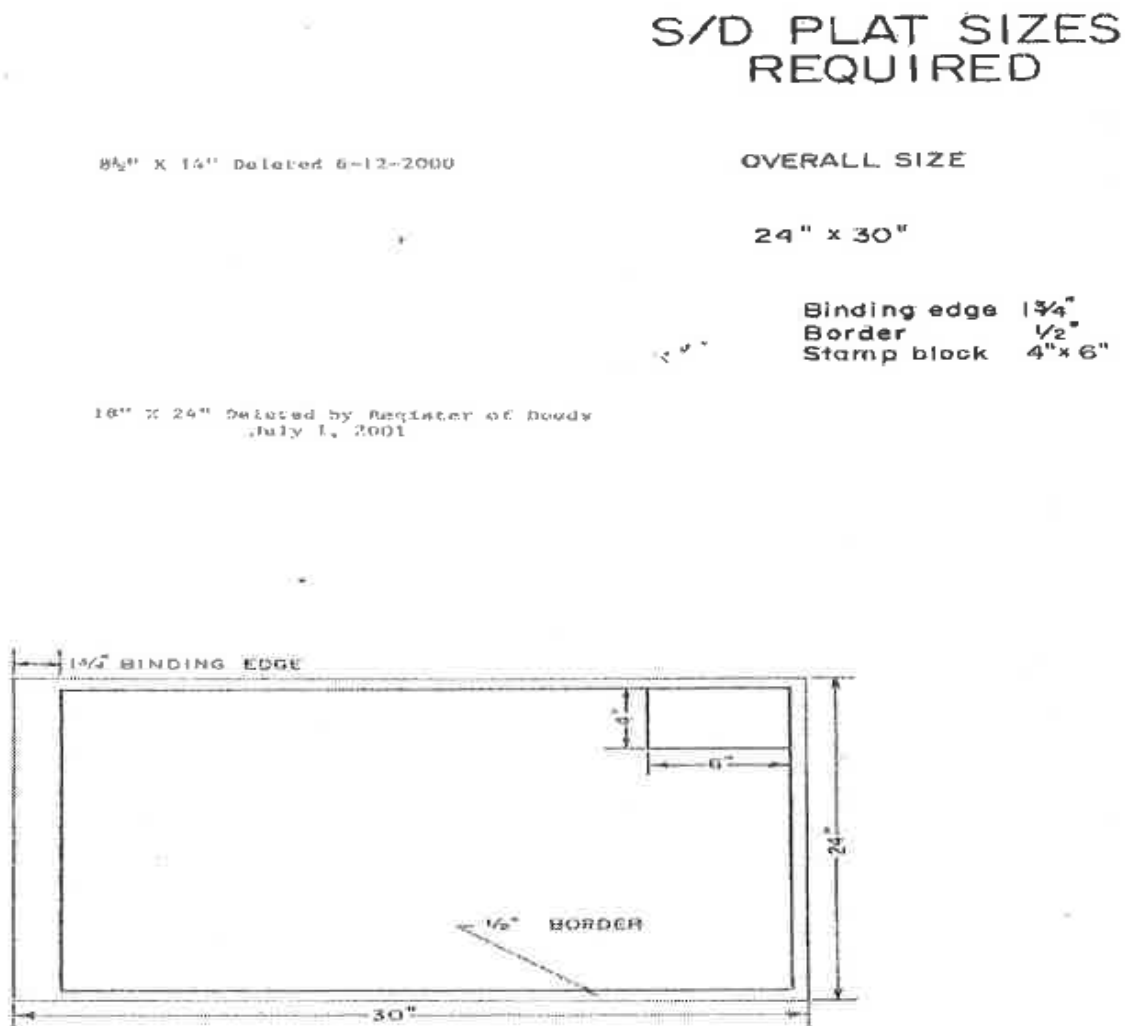 S/D PLAT SIZES
REQUIRED
8½" X 14" Deleted 6-12-2000
OVERALL SIZE
24" x 30"
Binding edge 1¾"
Border ½"
Stamp block 4"x 6"
18" X 24" Deleted by Register of Deeds
July 1, 2001
1¾" BINDING EDGE
4"
6"
24"
½" BORDER
30"